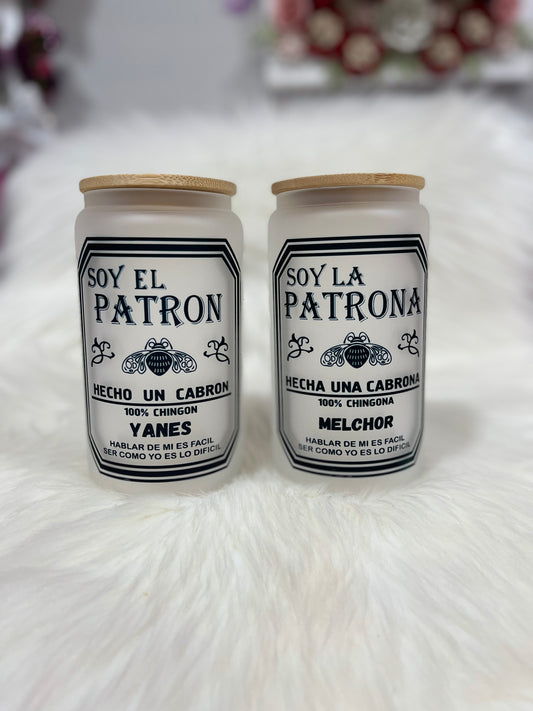 SOY EL
PATRON
HECHO UN CABRON
100% CHINGON
YANES
HABLAR DE MI ES FACIL
SER COMO YO ES LO DIFICIL
SOY LA
PATRONA
HECHA UNA CABRONA
100% CHINGONA
MELCHOR
HABLAR DE MI ES FACIL
SER COMO YO ES LO DIFICIL